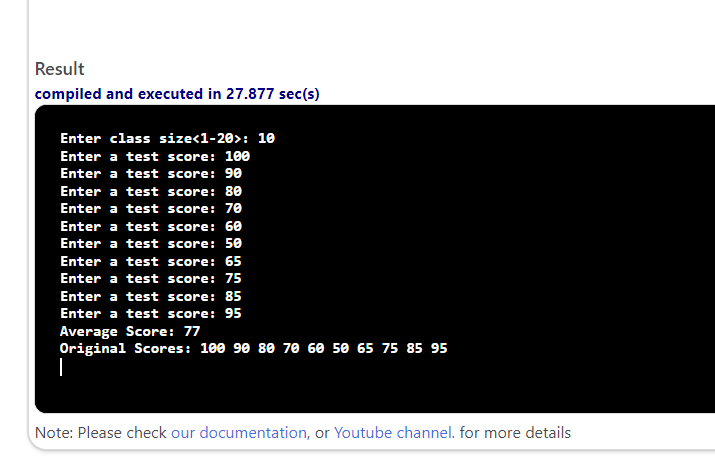 Result
compiled and executed in 27.877 sec(s)
Enter class size<1-20>: 10
Enter a test score: 100
Enter a test score: 90
Enter a test score: 80
Enter a test score: 70
Enter a test score: 60
Enter a test score: 50
Enter a test score: 65
Enter a test score: 75
Enter a test score: 85
Enter a test score: 95
Average Score: 77
Original Scores: 100 90 80 70 60 50 65 75 85 95
Note: Please check our documentation, or Youtube channel. for more details